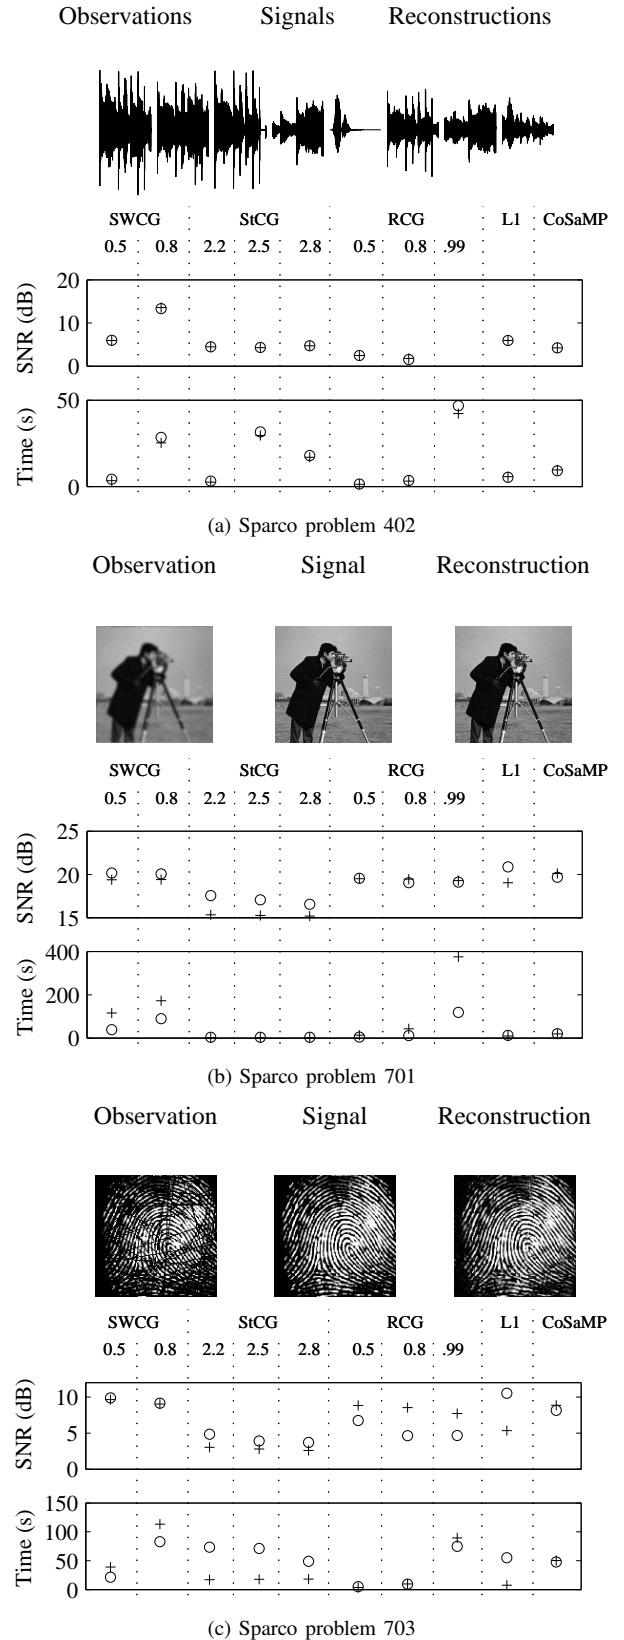 Observations Signals Reconstructions
SWCG StCG RCG L1 CoSaMP
0.5 0.8 2.2 2.5 2.8 0.5 0.8 .99
20
10
0
SNR (dB)
50
0
Time (s)
(a) Sparco problem 402
Observation Signal Reconstruction
SWCG StCG RCG L1 CoSaMP
0.5 0.8 2.2 2.5 2.8 0.5 0.8 .99
25
20
15
SNR (dB)
400
200
0
Time (s)
(b) Sparco problem 701
Observation Signal Reconstruction
SWCG StCG RCG L1 CoSaMP
0.5 0.8 2.2 2.5 2.8 0.5 0.8 .99
10
5
0
SNR (dB)
150
100
50
0
Time (s)
(c) Sparco problem 703